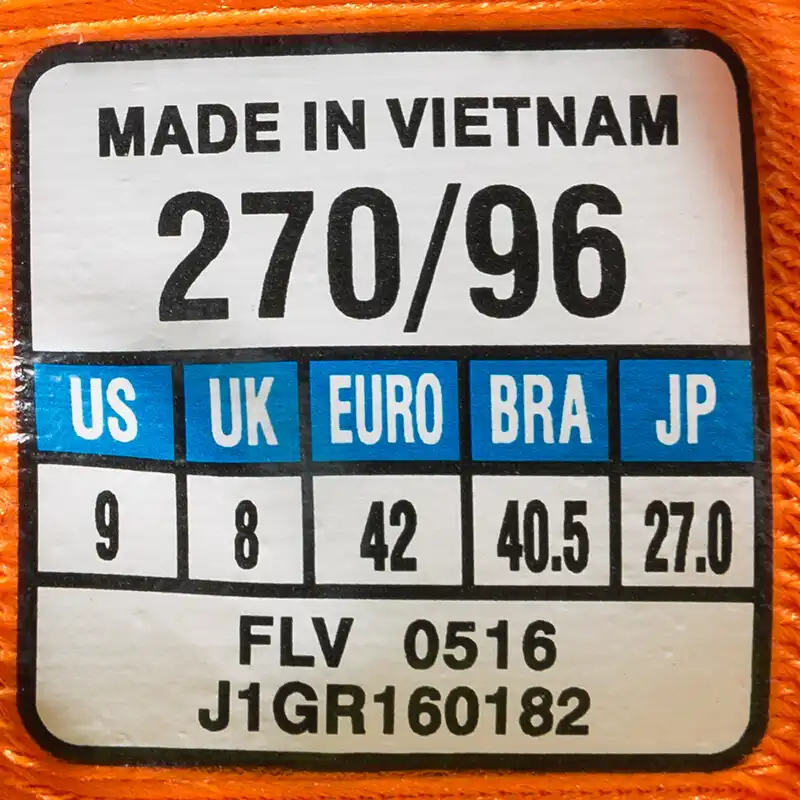 MADE IN VIETNAM
270/96
US UK EURO BRA JP
9 8 42 40.5 27.0
FLV 0516
J1GR160182